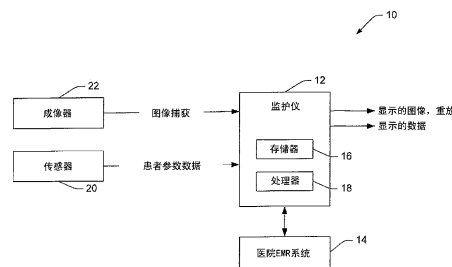 10
22
12
成像器
图像捕获
监护仪
显示的图像，重放
显示的数据
存储器
16
传感器
患者参数数据
20
处理器
18
医院EMR系统
14